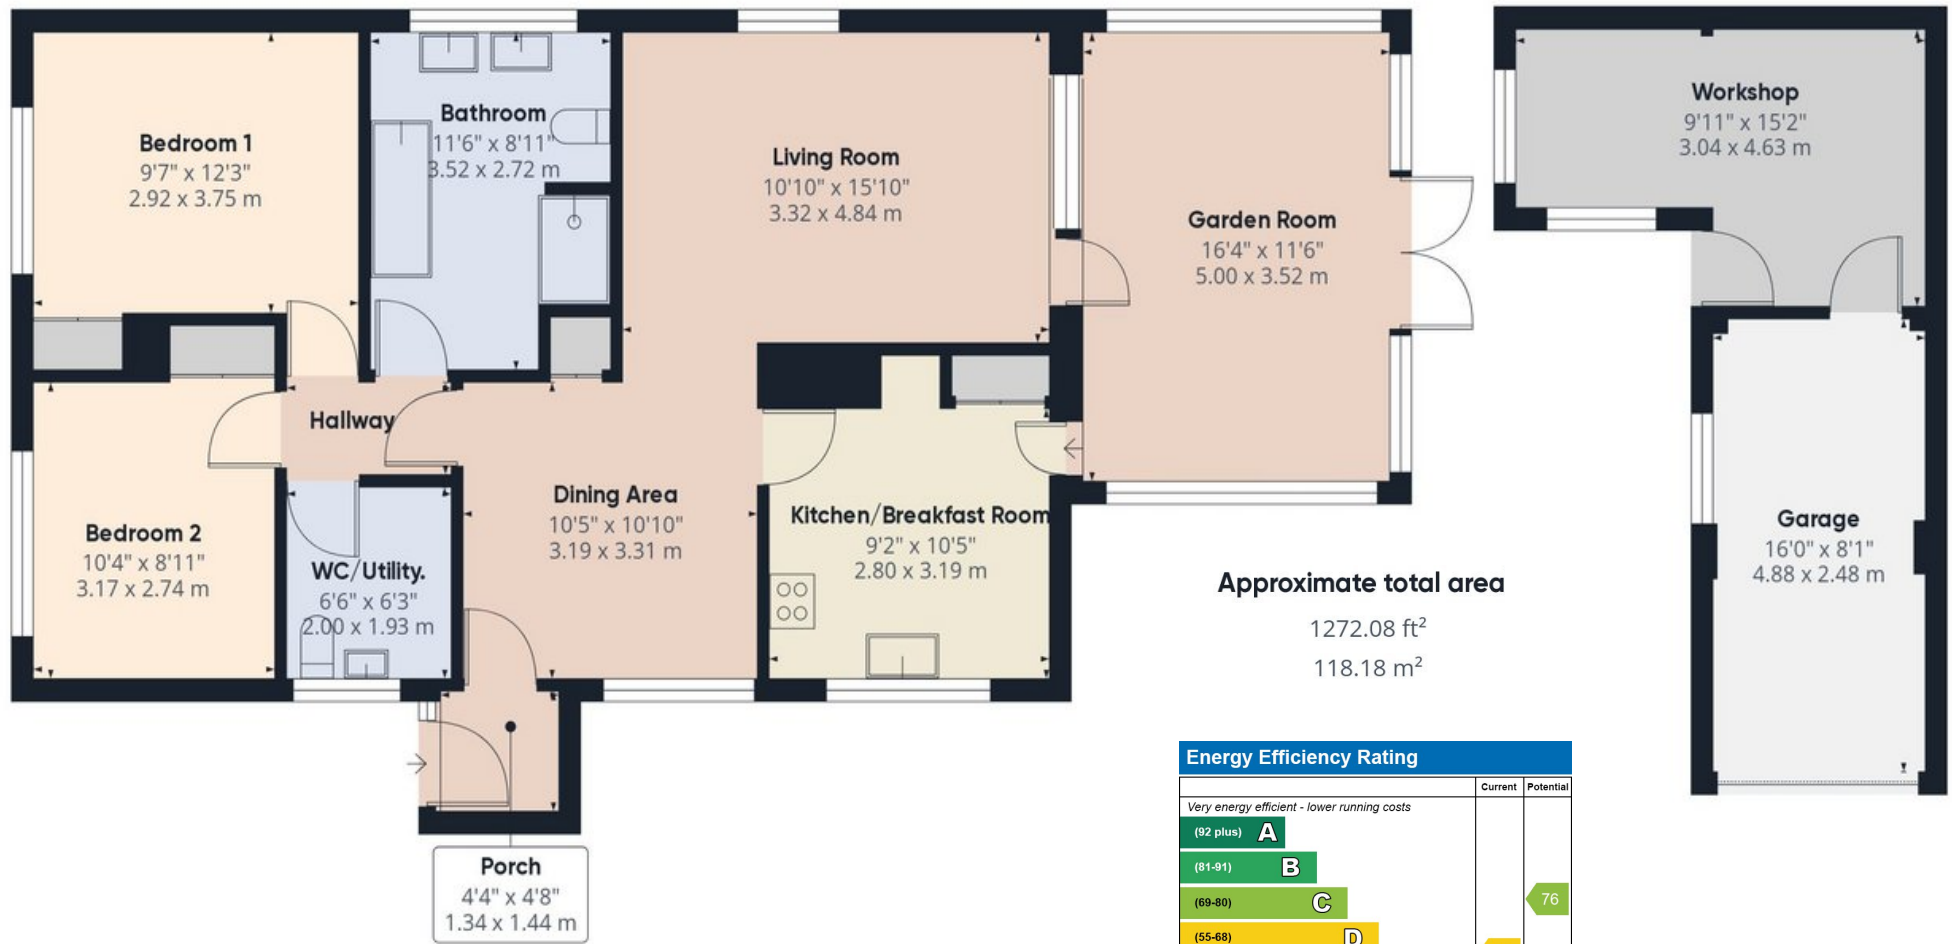 Bedroom 1
9'7" x 12'3"
2.92 x 3.75 m
Bathroom
11'6" x 8'11"
3.52 x 2.72 m
Living Room
10'10" x 15'10"
3.32 x 4.84 m
Garden Room
16'4" x 11'6"
5.00 x 3.52 m
Workshop
9'11" x 15'2"
3.04 x 4.63 m
Hallway
Bedroom 2
10'4" x 8'11"
3.17 x 2.74 m
WC/Utility.
6'6" x 6'3"
2.00 x 1.93 m
Dining Area
10'5" x 10'10"
3.19 x 3.31 m
Kitchen/Breakfast Room
9'2" x 10'5"
2.80 x 3.19 m
Garage
16'0" x 8'1"
4.88 x 2.48 m
Approximate total area
1272.08 ft²
118.18 m²
Porch
4'4" x 4'8"
1.34 x 1.44 m
Energy Efficiency Rating
Current Potential
Very energy efficient - lower running costs
(92 plus) A
(81-91) B
(69-80) C 76
(55-68) D